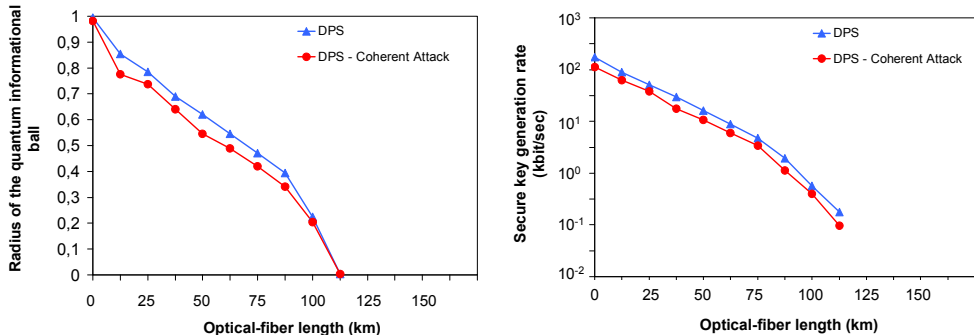 Radius of the quantum informational
ball
1
0,9
0,8
0,7
0,6
0,5
0,4
0,3
0,2
0,1
0
DPS
DPS - Coherent Attack
0 25 50 75 100 125 150
Optical-fiber length (km)
Secure key generation rate
(kbit/sec)
10³
10²
10¹
10⁰
10⁻¹
10⁻²
DPS
DPS - Coherent Attack
0 25 50 75 100 125 150
Optical-fiber length (km)